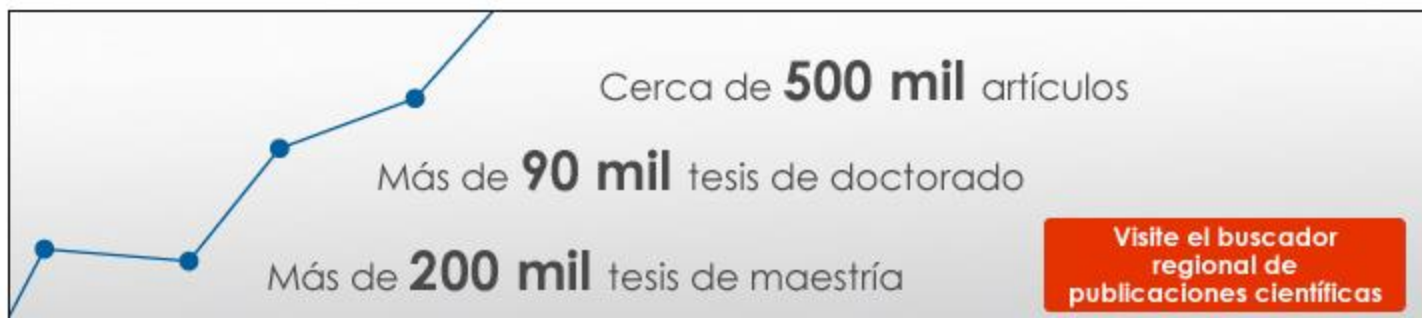 Cerca de 500 mil artículos
Más de 90 mil tesis de doctorado
Más de 200 mil tesis de maestría
Visite el buscador
regional de
publicaciones científicas